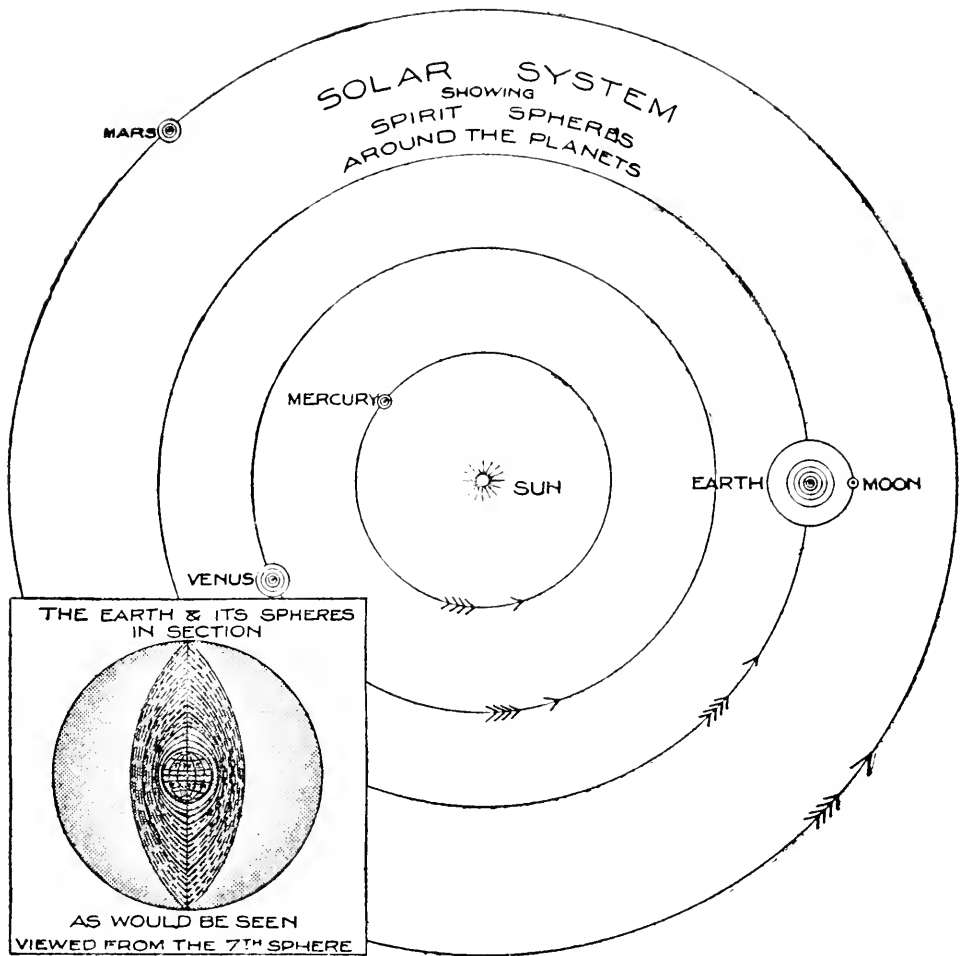 SOLAR SYSTEM
SHOWING
SPIRIT SPHERES
AROUND THE PLANETS
MARS
MERCURY
SUN
EARTH
MOON
VENUS
THE EARTH & ITS SPHERES
IN SECTION
AS WOULD BE SEEN
VIEWED FROM THE 7TH SPHERE